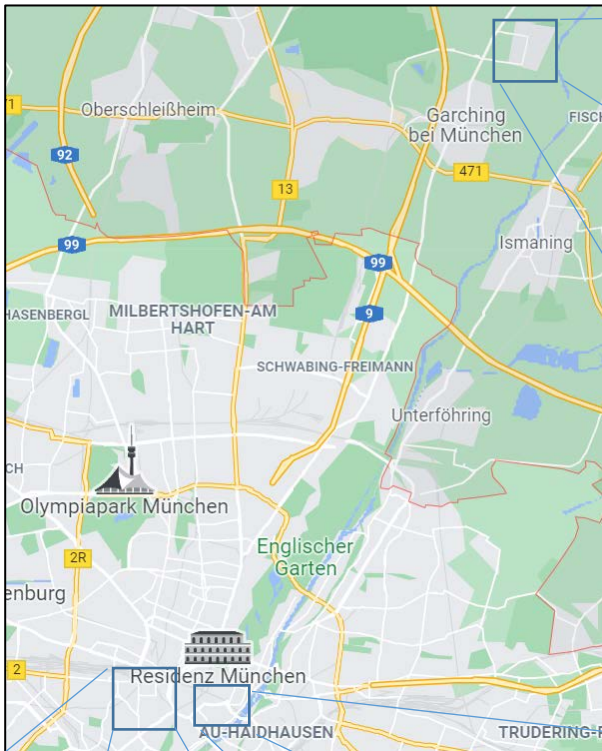 71
Oberschleißheim
Garching
bei München
FISCH
92
471
13
Ismaning
99
99
HASENBERGL
MILBERTSHOFEN-AM
HART
9
SCHWABING-FREIMANN
Unterföhring
CH
Olympiapark München
Englischer
Garten
2R
enburg
2
Residenz München
AU-HAIDHAUSEN
TRUDERING-R